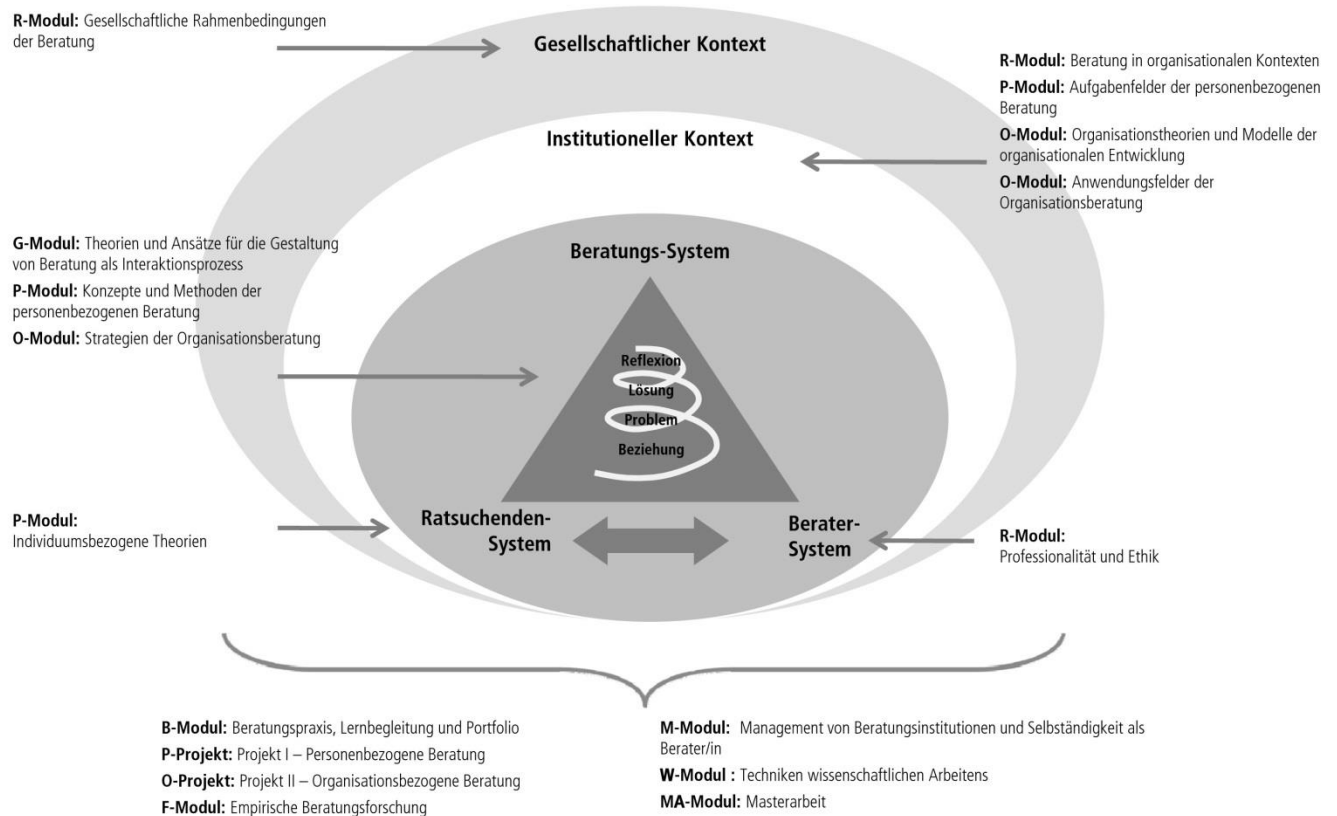 R-Modul: Gesellschaftliche Rahmenbedingungen
der Beratung
Gesellschaftlicher Kontext
R-Modul: Beratung in organisationalen Kontexten
P-Modul: Aufgabenfelder der personenbezogenen
Beratung
O-Modul: Organisationstheorien und Modelle der
organisationalen Entwicklung
O-Modul: Anwendungsfelder der
Organisationsberatung
Institutioneller Kontext
G-Modul: Theorien und Ansätze für die Gestaltung
von Beratung als Interaktionsprozess
P-Modul: Konzepte und Methoden der
personenbezogenen Beratung
O-Modul: Strategien der Organisationsberatung
Beratungs-System
Reflexion
Lösung
Problem
Beziehung
P-Modul:
Individuumsbezogene Theorien
Ratsuchenden-
System
Berater-
System
R-Modul:
Professionalität und Ethik
B-Modul: Beratungspraxis, Lernbegleitung und Portfolio
P-Projekt: Projekt I – Personenbezogene Beratung
O-Projekt: Projekt II – Organisationsbezogene Beratung
F-Modul: Empirische Beratungsforschung
M-Modul: Management von Beratungsinstitutionen und Selbständigkeit als
Berater/in
W-Modul : Techniken wissenschaftlichen Arbeitens
MA-Modul: Masterarbeit